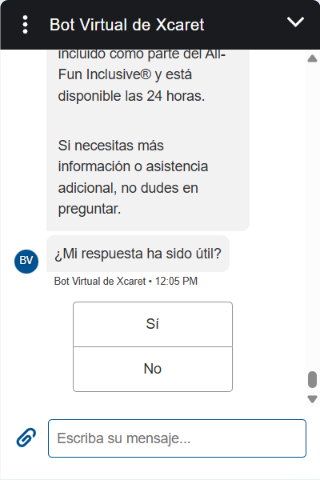 Bot Virtual de Xcaret
incluido como parte del All-
Fun Inclusive® y está
disponible las 24 horas.
Si necesitas más
información o asistencia
adicional, no dudes en
preguntar.
BV
¿Mi respuesta ha sido útil?
Bot Virtual de Xcaret • 12:05 PM
Sí
No
Escriba su mensaje...